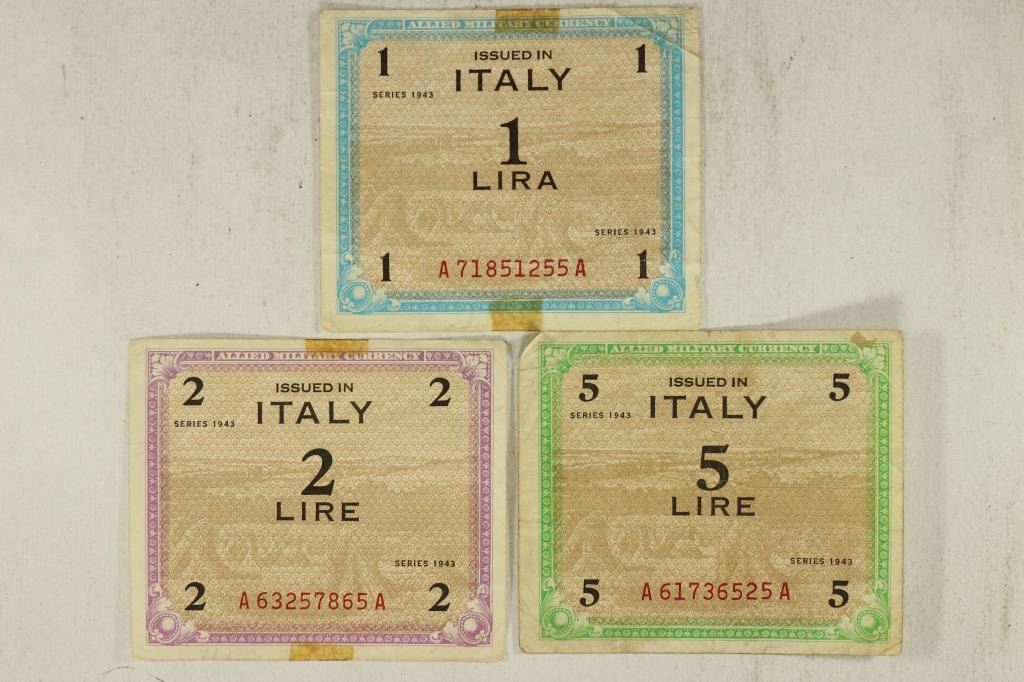 ALLIED MILITARY CURRENCY
1 ISSUED IN 1
ITALY
SERIES 1943
1
LIRA
SERIES 1943
1 A 71851255 A 1
ALLIED MILITARY CURRENCY
2 ISSUED IN 2
ITALY
SERIES 1943
2
LIRE
SERIES 1943
2 A 63257865 A 2
ALLIED MILITARY CURRENCY
5 ISSUED IN 5
ITALY
SERIES 1943
5
LIRE
SERIES 1943
5 A 61736525 A 5